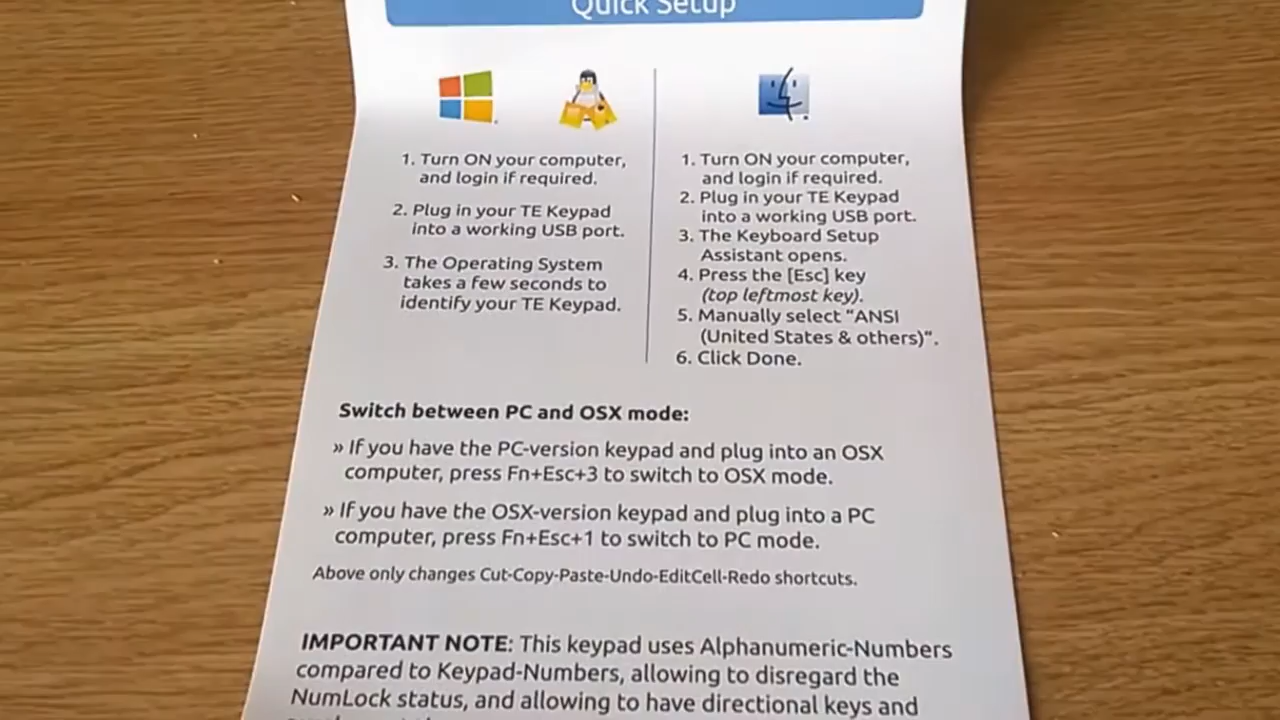 Quick Setup
1. Turn ON your computer,
and login if required.
2. Plug in your TE Keypad
into a working USB port.
3. The Operating System
takes a few seconds to
identify your TE Keypad.
1. Turn ON your computer,
and login if required.
2. Plug in your TE Keypad
into a working USB port.
3. The Keyboard Setup
Assistant opens.
4. Press the [Esc] key
(top leftmost key).
5. Manually select “ANSI
(United States & others)“.
6. Click Done.
Switch between PC and OSX mode:
» If you have the PC-version keypad and plug into an OSX
computer, press Fn+Esc+3 to switch to OSX mode.
» If you have the OSX-version keypad and plug into a PC
computer, press Fn+Esc+1 to switch to PC mode.
Above only changes Cut-Copy-Paste-Undo-EditCell-Redo shortcuts.
IMPORTANT NOTE: This keypad uses Alphanumeric-Numbers
compared to Keypad-Numbers, allowing to disregard the
NumLock status, and allowing to have directional keys and